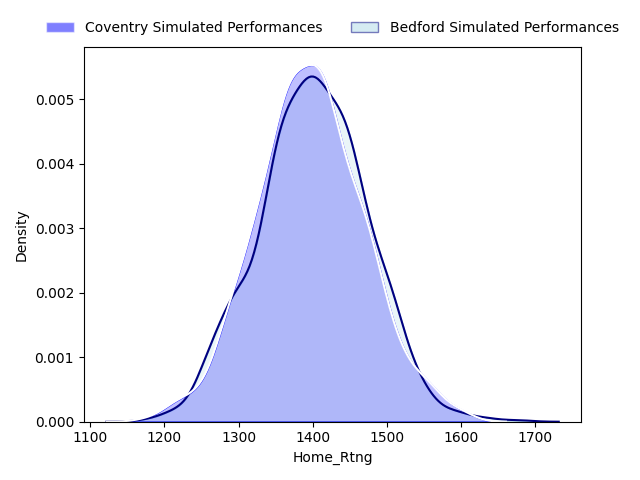 Coventry Simulated Performances
Bedford Simulated Performances
0.005
0.004
0.003
0.002
0.001
0.000
Density
1100 1200 1300 1400 1500 1600 1700
Home_Rtng